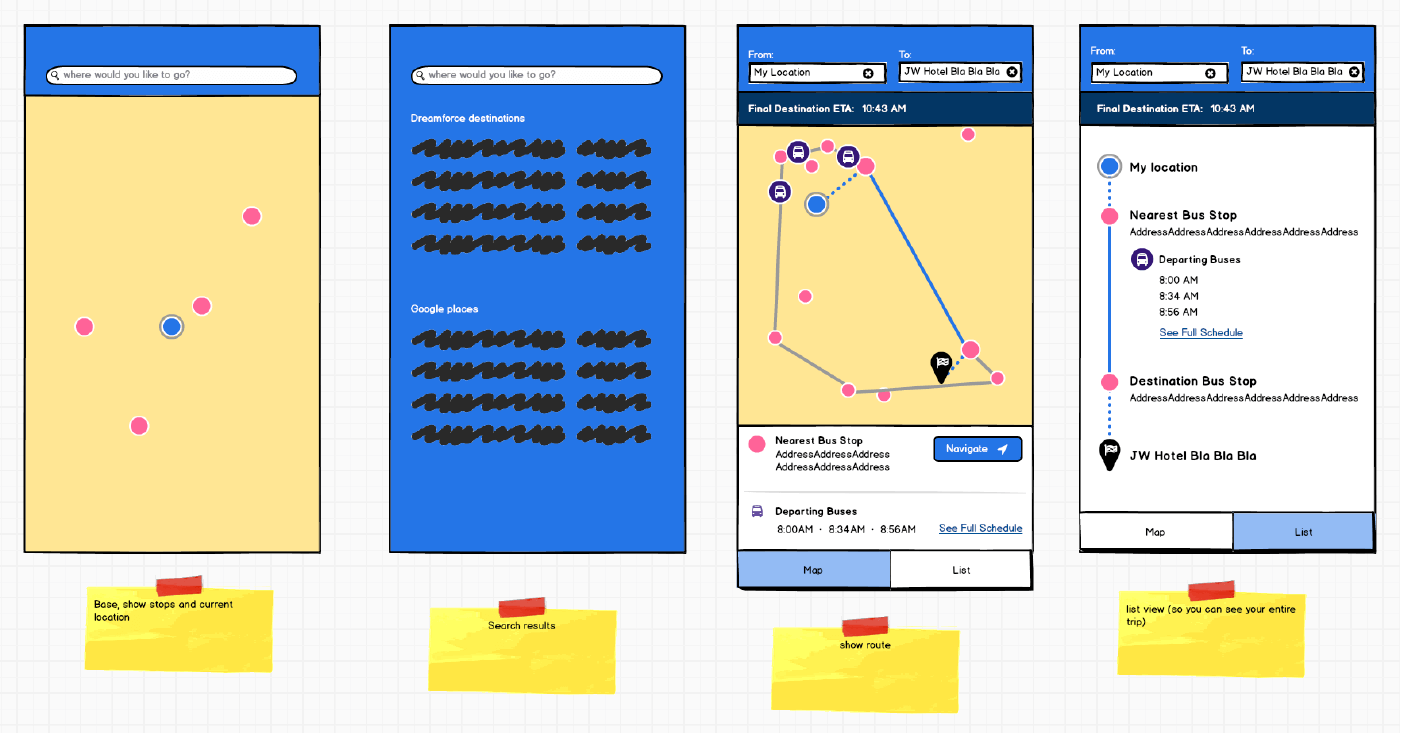 where would you like to go?
Base, show stops and current
location
where would you like to go?
Dreamforce destinations
Google places
Search results
From:
To:
My Location
JW Hotel Bla Bla Bla
Final Destination ETA: 10:43 AM
Nearest Bus Stop
AddressAddressAddress
AddressAddressAddress
Navigate
Departing Buses
8:00AM · 8:34AM · 8:56AM
See Full Schedule
Map
List
show route
From:
To:
My Location
JW Hotel Bla Bla Bla
Final Destination ETA: 10:43 AM
My location
Nearest Bus Stop
AddressAddressAddressAddressAddressAddress
Departing Buses
8:00 AM
8:34 AM
8:56 AM
See Full Schedule
Destination Bus Stop
AddressAddressAddressAddressAddressAddress
JW Hotel Bla Bla Bla
Map
List
list view (so you can see your entire
trip)